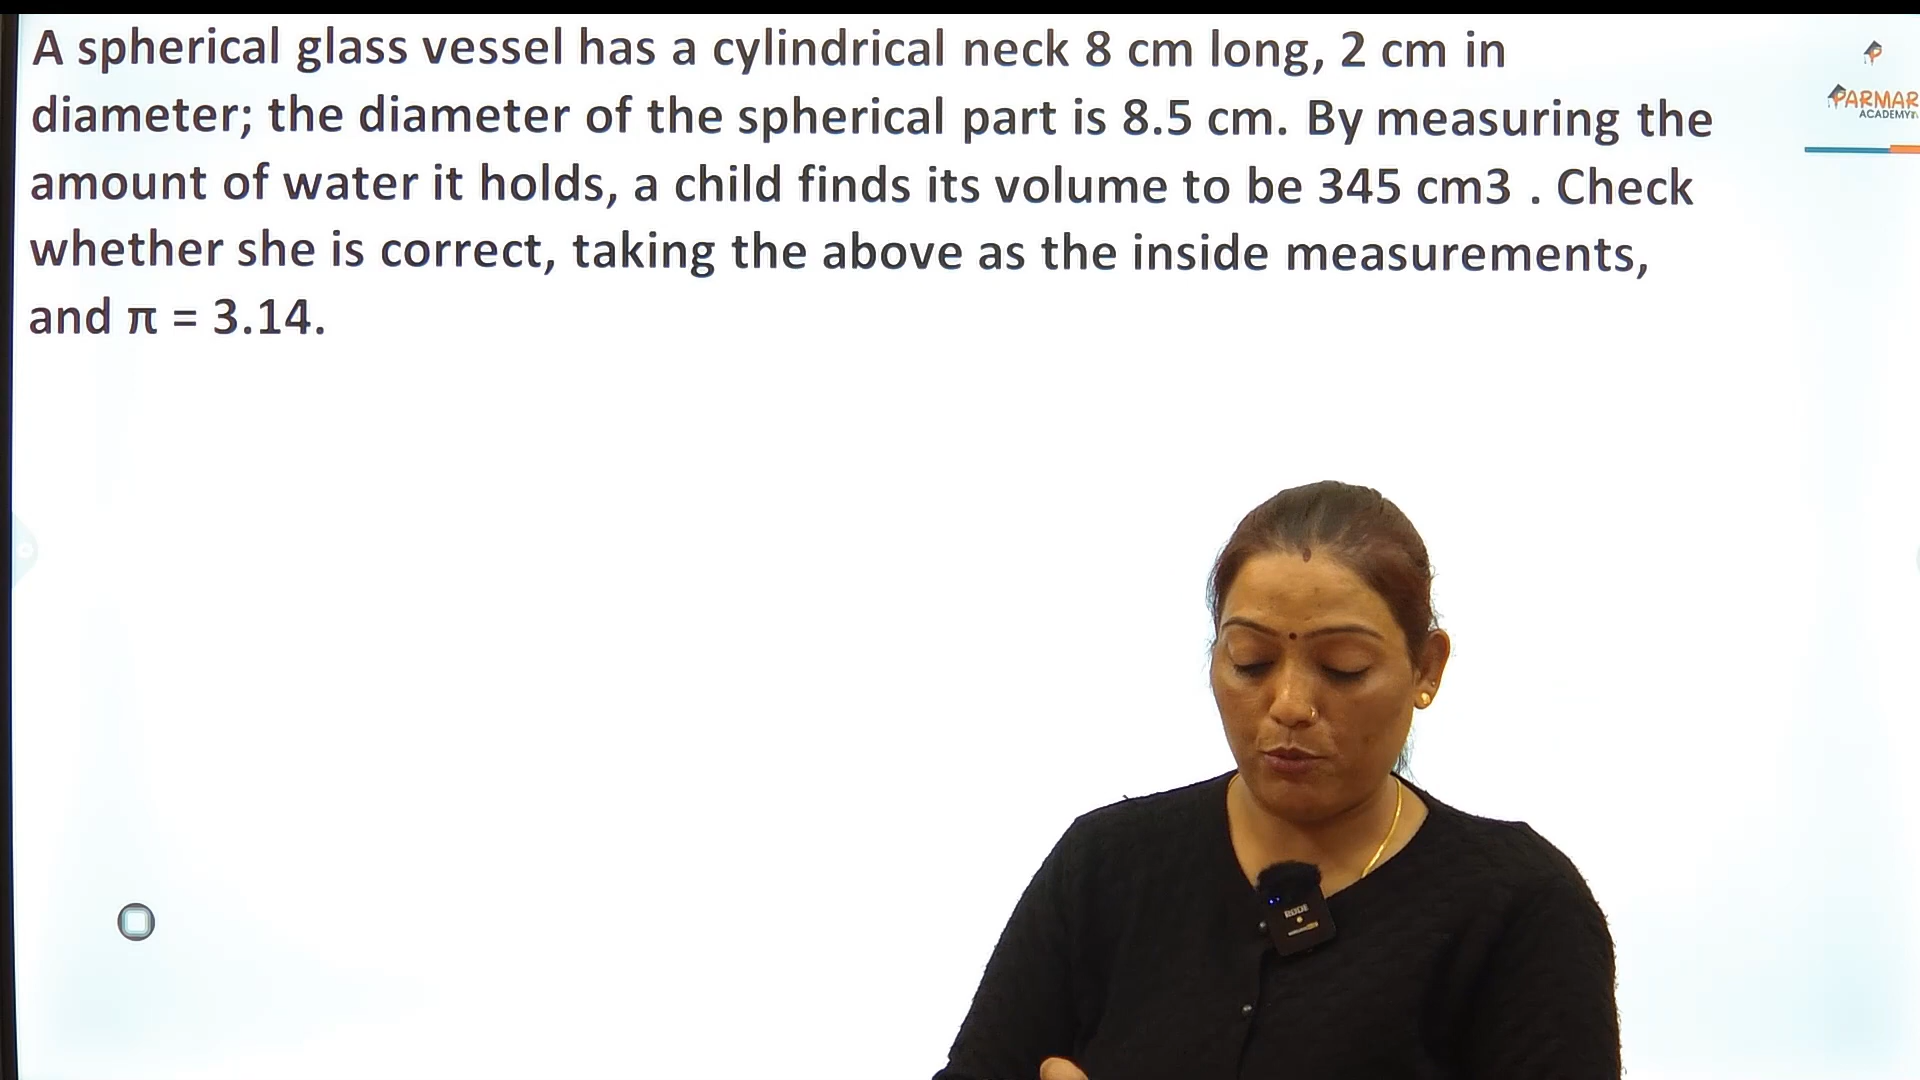 A spherical glass vessel has a cylindrical neck 8 cm long, 2 cm in
diameter; the diameter of the spherical part is 8.5 cm. By measuring the
amount of water it holds, a child finds its volume to be 345 cm3 . Check
whether she is correct, taking the above as the inside measurements,
and π = 3.14.
PARMAR
ACADEMY
RODE